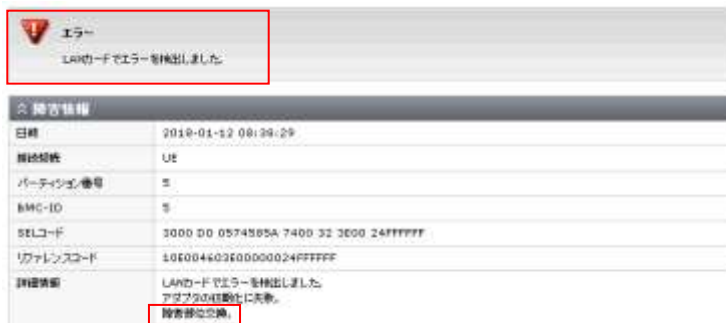 エラー
LANカードでエラーを検出しました。
障害情報
日時 2018-01-12 08:38:29
UE
パーティション番号 5
BMC-ID 5
SELコード 3000 D0 0574585A 7400 32 3E00 24FFFFFF
リファレンスコード 10E004603E00000024FFFFFF
詳細情報 LANカードでエラーを検出しました。
アダプタの初期化に失敗。
障害部位交換。